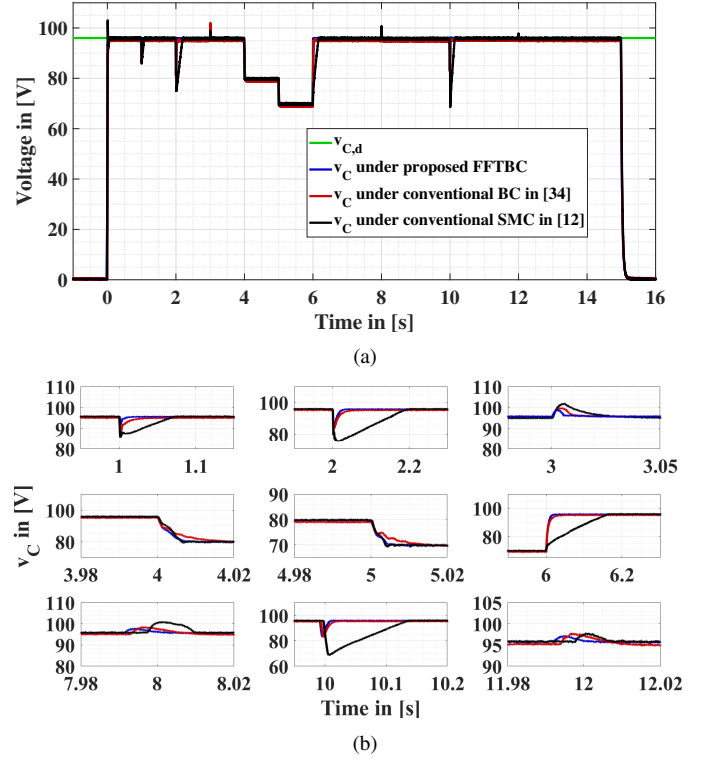 100
80
60
40
20
0
Voltage in [V]
v_C,d
v_C under proposed FFTBC
v_C under conventional BC in [34]
v_C under conventional SMC in [12]
0 2 4 6 8 10 12 14 16
Time in [s]
(a)
110
100
90
80
1 1.1
100
80
2 2.2
110
100
90
80
3 3.05
v_C in [V]
100
80
3.98 4 4.02
90
80
70
4.98 5 5.02
100
80
6 6.2
110
100
90
80
7.98 8 8.02
100
80
60
10 10.1 10.2
105
100
95
90
11.98 12 12.02
Time in [s]
(b)